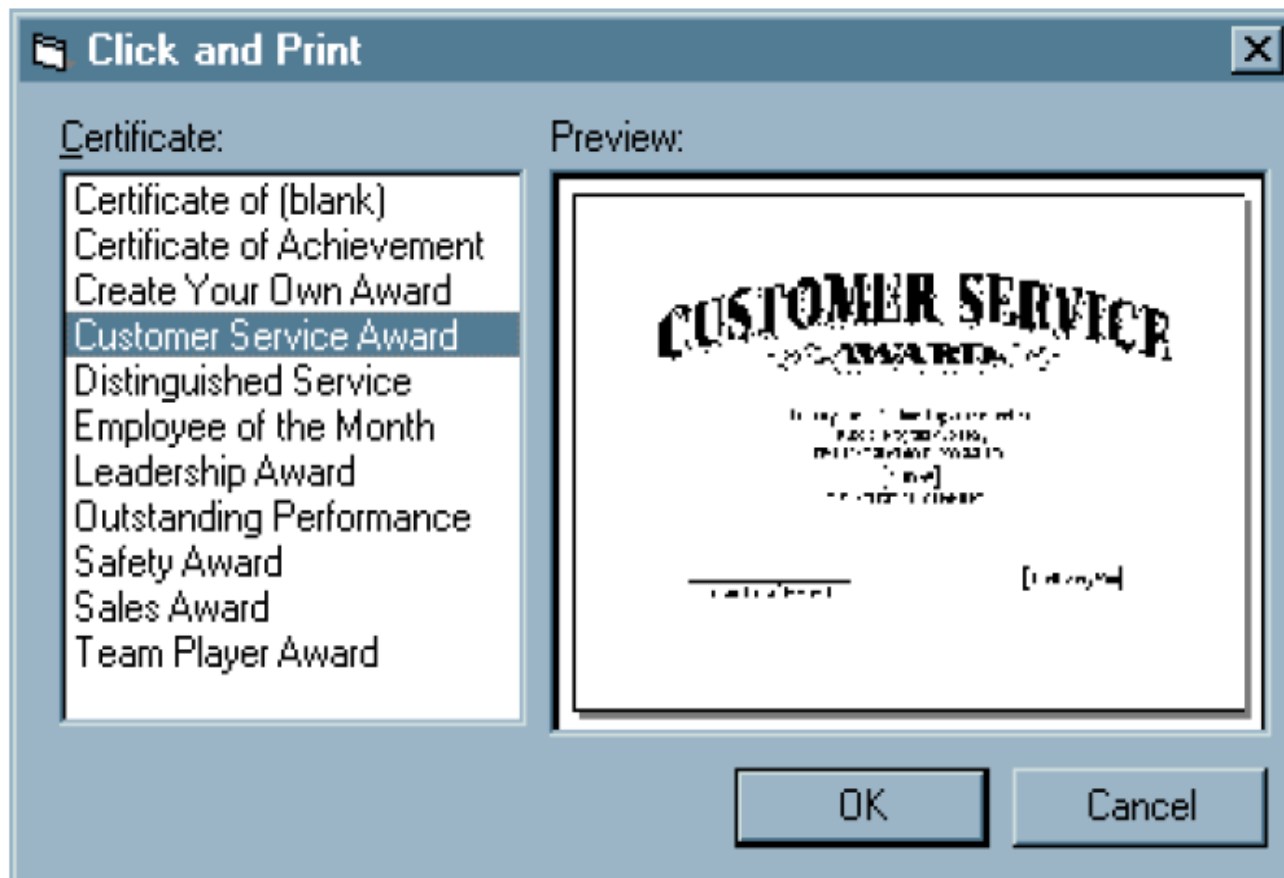 Click and Print
Certificate:
Certificate of (blank)
Certificate of Achievement
Create Your Own Award
Customer Service Award
Distinguished Service
Employee of the Month
Leadership Award
Outstanding Performance
Safety Award
Sales Award
Team Player Award
Preview:
CUSTOMER SERVICE
AWARD
OK
Cancel